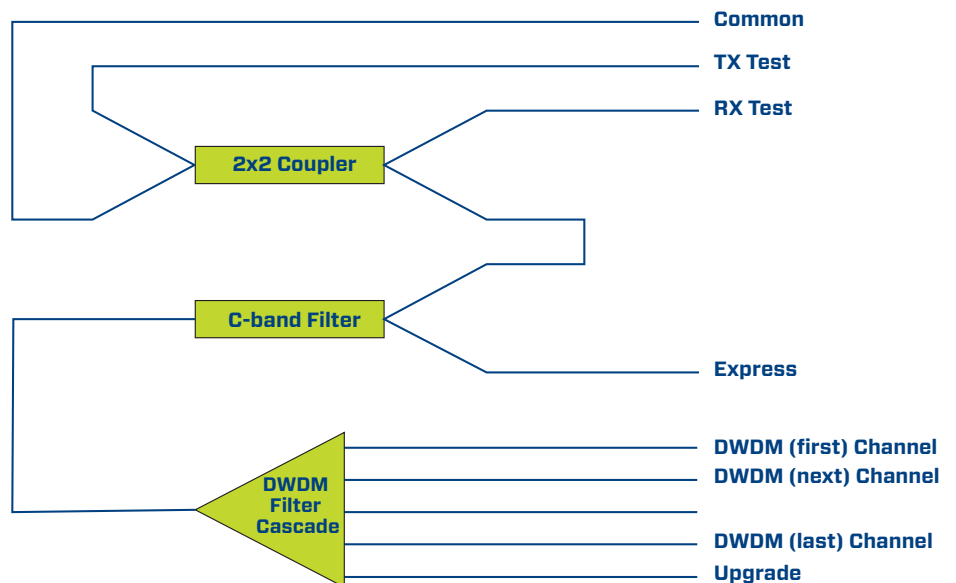 Common
TX Test
RX Test
2x2 Coupler
C-band Filter
Express
DWDM
Filter
Cascade
DWDM (first) Channel
DWDM (next) Channel
DWDM (last) Channel
Upgrade